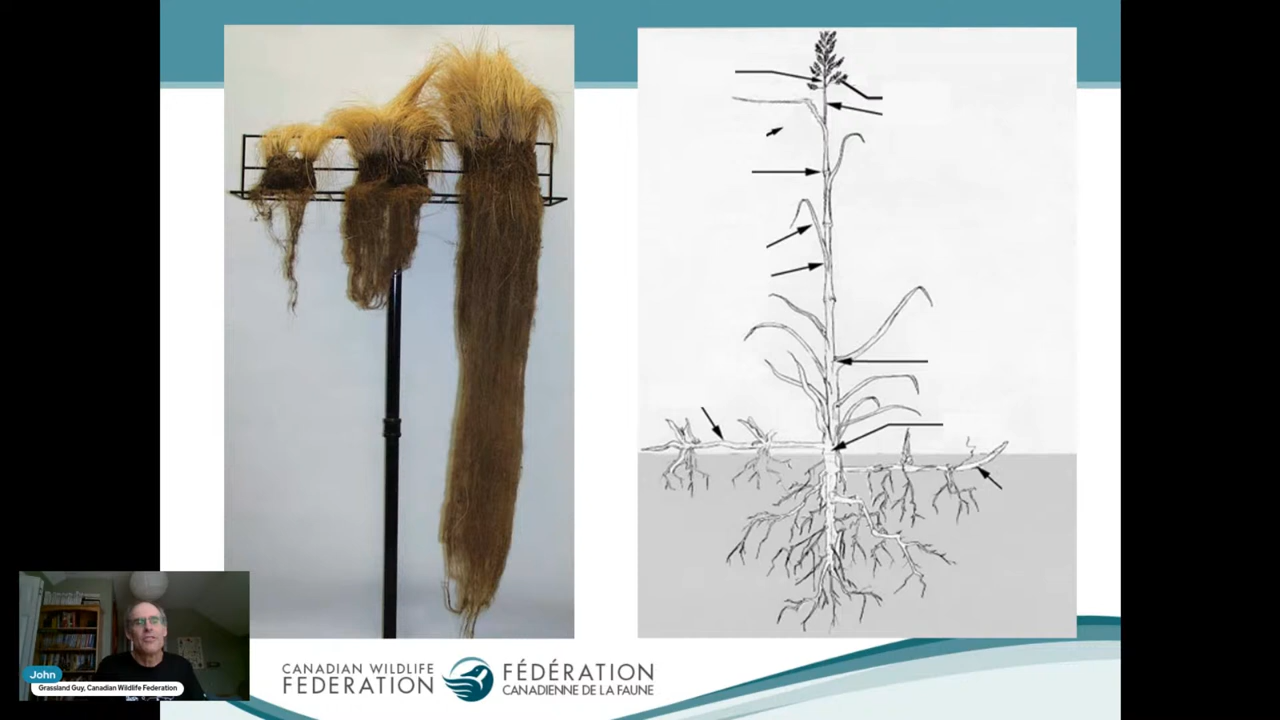 John
Grassland Guy, Canadian Wildlife Federation
CANADIAN WILDLIFE
FEDERATION
FÉDÉRATION
CANADIENNE DE LA FAUNE